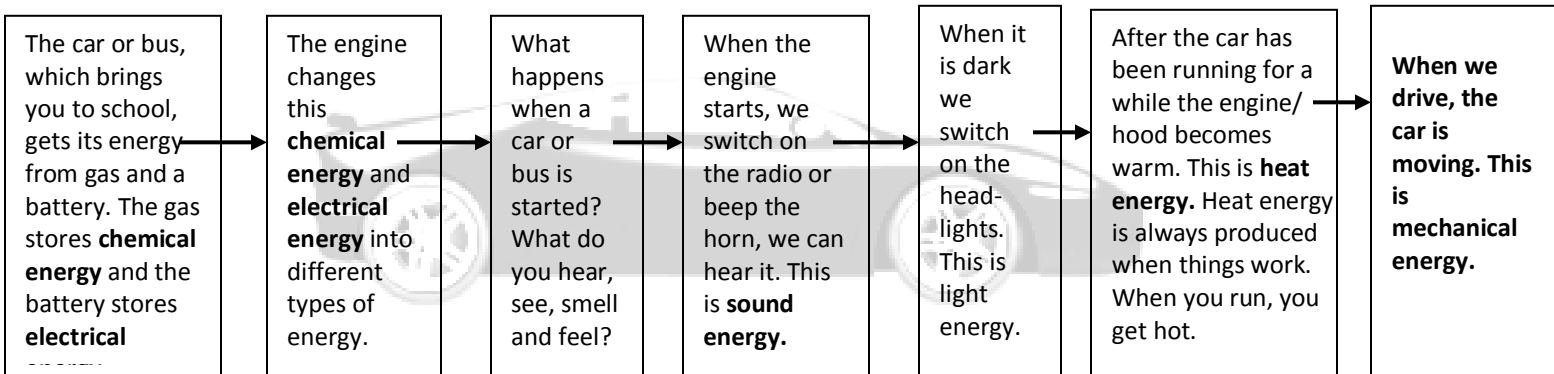 The car or bus,
which brings
you to school,
gets its energy
from gas and a
battery. The gas
stores chemical
energy and the
battery stores
electrical
The engine
changes
this
chemical
energy and
electrical
energy into
different
types of
energy.
What
happens
when a
car or
bus is
started?
What do
you hear,
see, smell
and feel?
When the
engine
starts, we
switch on
the radio or
beep the
horn, we can
hear it. This
is sound
energy.
When it
is dark
we
switch
on the
head-
lights.
This is
light
energy.
After the car has
been running for a
while the engine/
hood becomes
warm. This is heat
energy. Heat energy
is always produced
when things work.
When you run, you
get hot.
When we
drive, the
car is
moving. This
is
mechanical
energy.